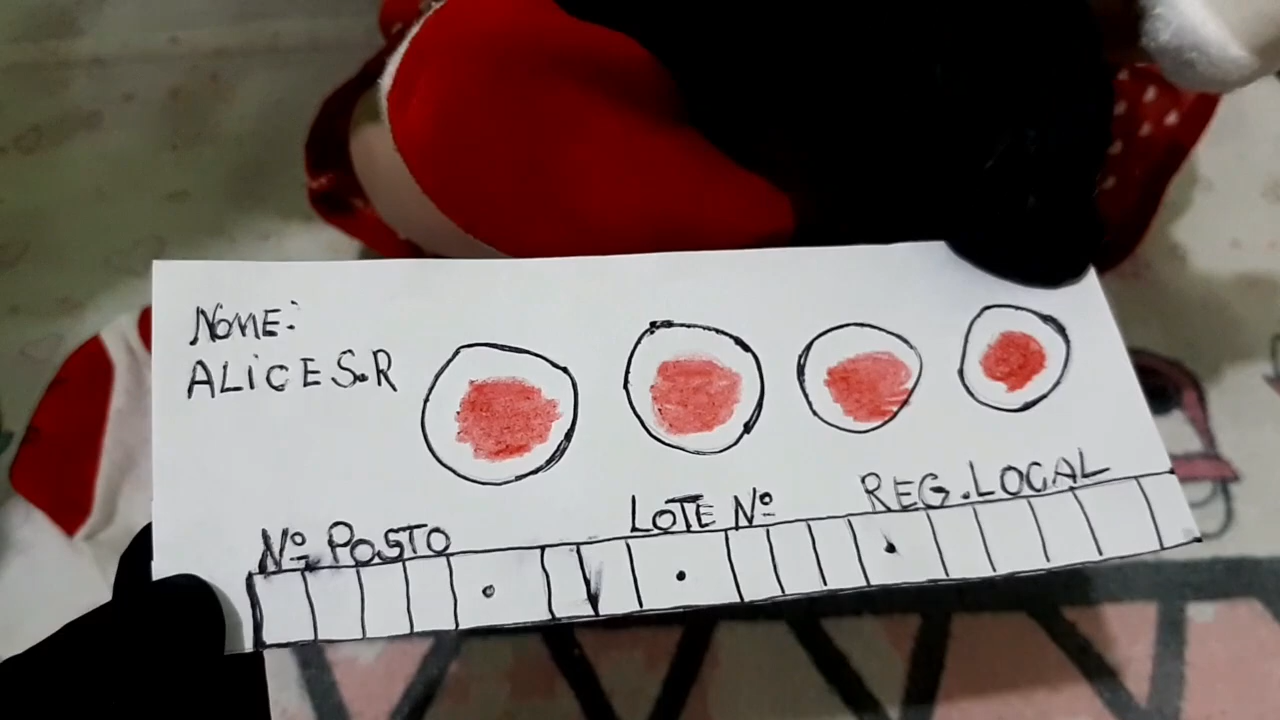 NOME:
ALICE S.R
Nº POSTO
LOTE Nº
REG.LOCAL